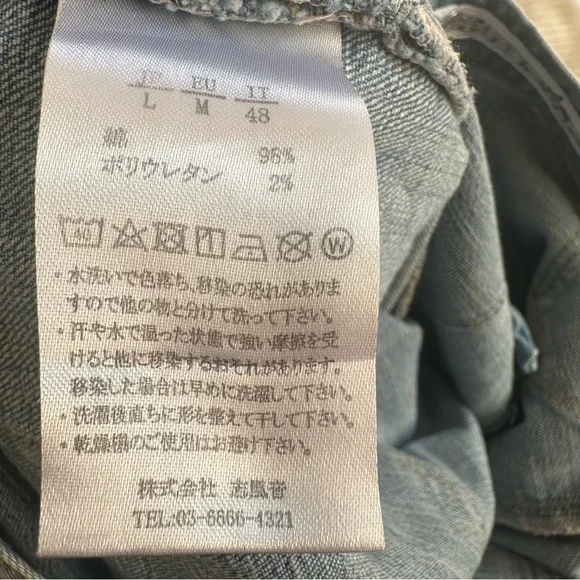 JP EU IT
L M 48
綿 98%
ポリウレタン 2%
40 W
・水洗いで色落ち、移染の恐れがありま
すので他の物と分けて洗って下さい。
・汗や水で湿った状態で強い摩擦を受
けると他に移染するおそれがあります。
移染した場合は早めに洗濯して下さい。
・洗濯後直ちに形を整えて干して下さい。
・乾燥機のご使用はお避け下さい。
株式会社 志風音
TEL:03-6666-4321